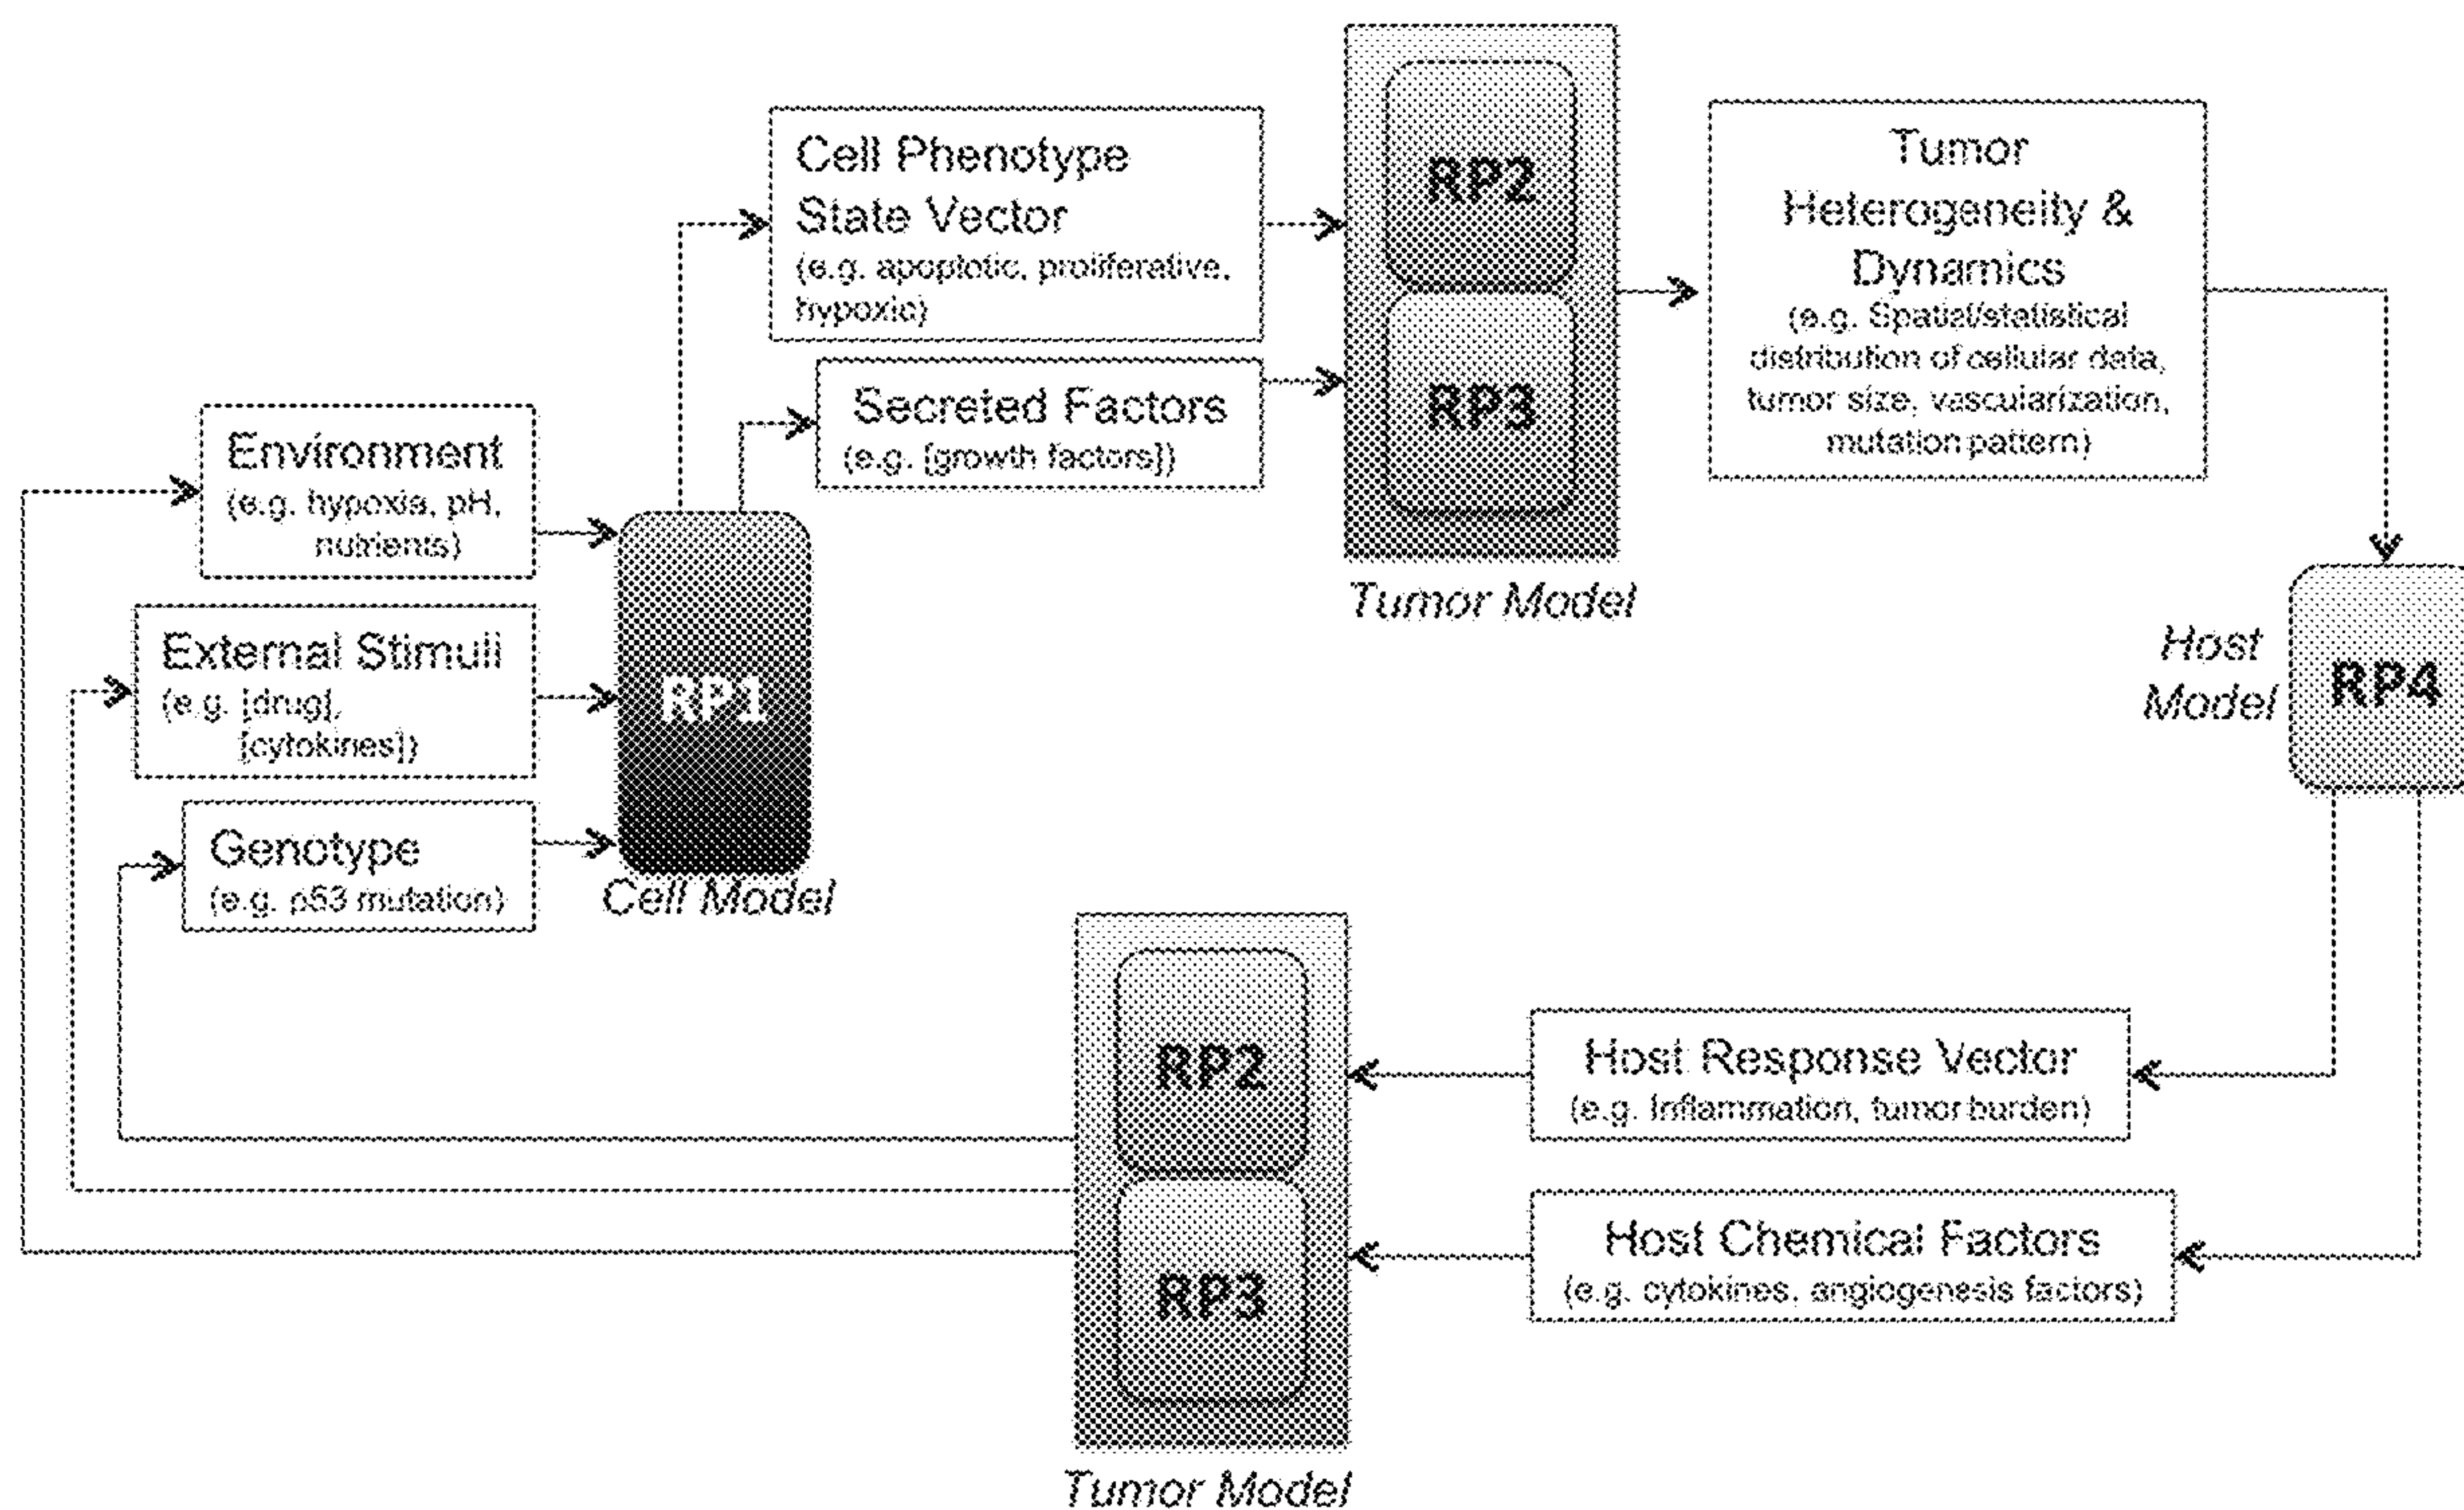 Cell Phenotype
State Vector
(e.g. apoptotic, proliferative,
hypoxic)
Secreted Factors
(e.g. [growth factors])
RP2
RP3
Tumor Model
Tumor
Heterogeneity &
Dynamics
(e.g. Spatial/statistical
distribution of cellular data,
tumor size, vascularization,
mutation pattern)
Environment
(e.g. hypoxia, pH,
nutrients)
External Stimuli
(e.g. [drug],
[cytokines])
Genotype
(e.g. p53 mutation)
RP1
Cell Model
Host
Model
RP4
RP2
RP3
Tumor Model
Host Response Vector
(e.g. Inflammation, tumor burden)
Host Chemical Factors
(e.g. cytokines, angiogenesis factors)